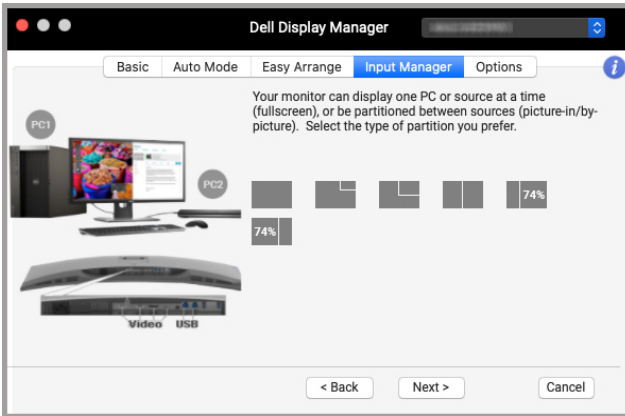 Dell Display Manager
Basic
Auto Mode
Easy Arrange
Input Manager
Options
i
Your monitor can display one PC or source at a time
(fullscreen), or be partitioned between sources (picture-in/by-
picture). Select the type of partition you prefer.
PC1
PC2
74%
74%
Video
USB
< Back
Next >
Cancel